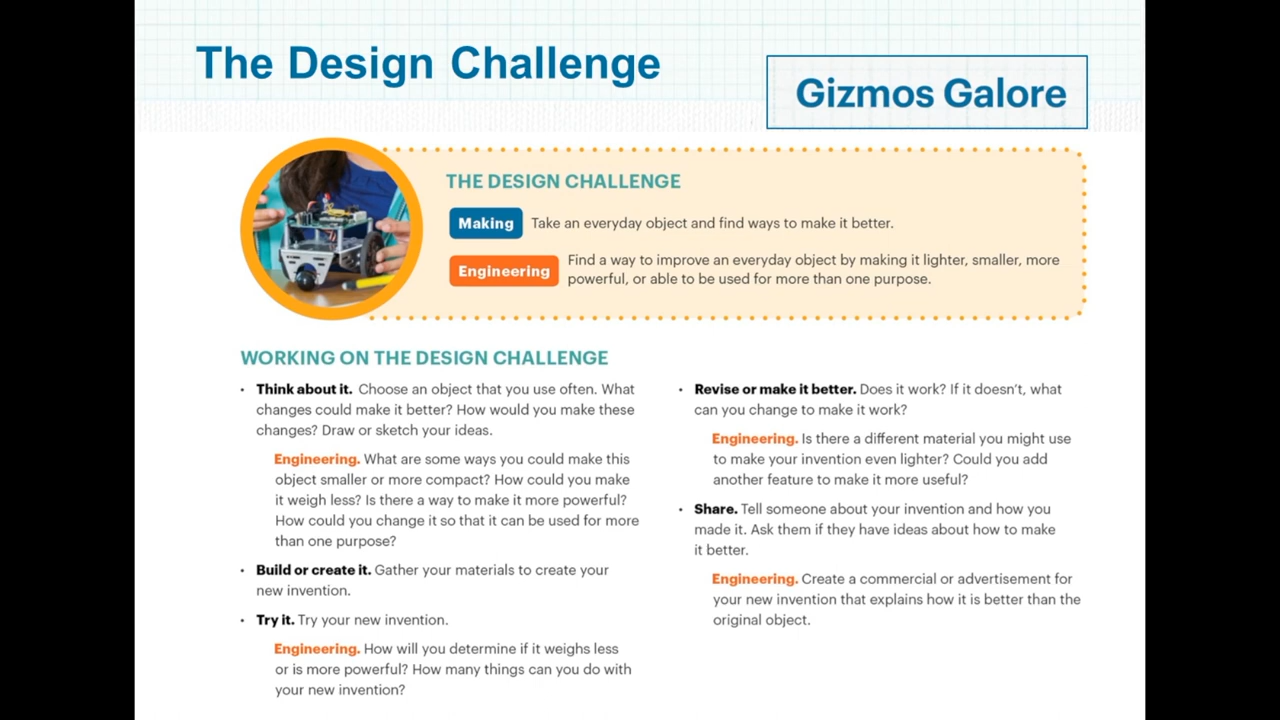 The Design Challenge
Gizmos Galore
THE DESIGN CHALLENGE
Making Take an everyday object and find ways to make it better.
Engineering Find a way to improve an everyday object by making it lighter, smaller, more
powerful, or able to be used for more than one purpose.
WORKING ON THE DESIGN CHALLENGE
• Think about it. Choose an object that you use often. What
changes could make it better? How would you make these
changes? Draw or sketch your ideas.
Engineering. What are some ways you could make this
object smaller or more compact? How could you make
it weigh less? Is there a way to make it more powerful?
How could you change it so that it can be used for more
than one purpose?
• Build or create it. Gather your materials to create your
new invention.
• Try it. Try your new invention.
Engineering. How will you determine if it weighs less
or is more powerful? How many things can you do with
your new invention?
• Revise or make it better. Does it work? If it doesn’t, what
can you change to make it work?
Engineering. Is there a different material you might use
to make your invention even lighter? Could you add
another feature to make it more useful?
• Share. Tell someone about your invention and how you
made it. Ask them if they have ideas about how to make
it better.
Engineering. Create a commercial or advertisement for
your new invention that explains how it is better than the
original object.